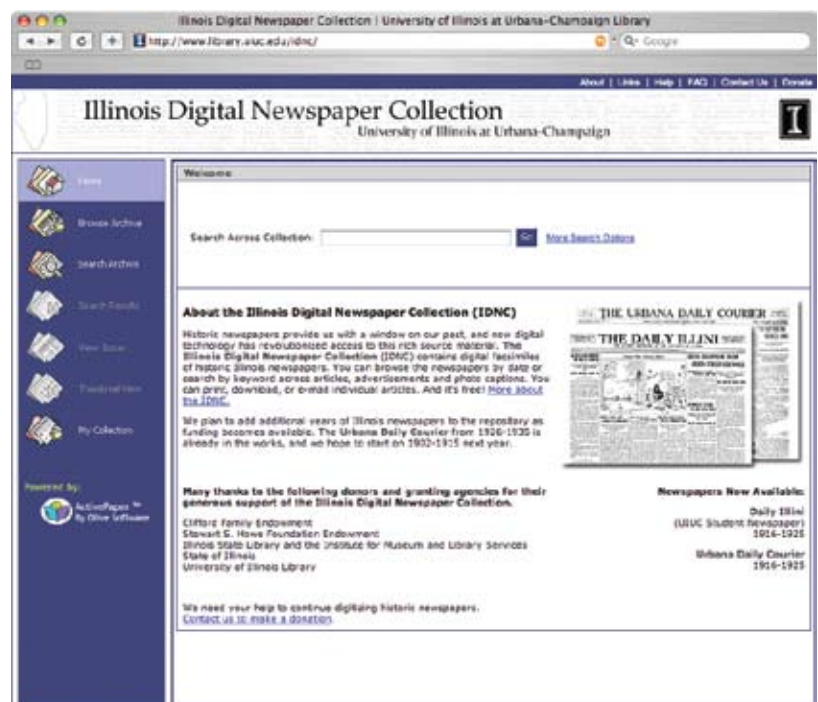 Illinois Digital Newspaper Collection | University of Illinois at Urbana-Champaign Library
http://www.library.uiuc.edu/idnc/
Google
About | Links | Help | FAQ | Contact Us | Donate
Illinois Digital Newspaper Collection
University of Illinois at Urbana-Champaign
I
Home
Browse Archive
Search Archive
Search Results
View Issue
Thumbnail View
My Collection
Powered By:
ActivePaper ™
By Olive Software
Welcome
Search Across Collection:
Go
More Search Options
About the Illinois Digital Newspaper Collection (IDNC)
Historic newspapers provide us with a window on our past, and new digital
technology has revolutionized access to this rich source material. The
Illinois Digital Newspaper Collection (IDNC) contains digital facsimiles
of historic Illinois newspapers. You can browse the newspapers by date or
search by keyword across articles, advertisements and photo captions. You
can print, download, or e-mail individual articles. And it's free! More about
the IDNC.
We plan to add additional years of Illinois newspapers to the repository as
funding becomes available. The Urbana Daily Courier from 1926-1935 is
already in the works, and we hope to start on 1902-1915 next year.
THE URBANA DAILY COURIER
THE DAILY ILLINI
Many thanks to the following donors and granting agencies for their
generous support of the Illinois Digital Newspaper Collection.
Clifford Family Endowment
Stewart S. Howe Foundation Endowment
Illinois State Library and the Institute for Museum and Library Services
State of Illinois
University of Illinois Library
Newspapers Now Available:
Daily Illini
(UIUC Student Newspaper)
1916-1925
Urbana Daily Courier
1916-1925
We need your help to continue digitizing historic newspapers.
Contact us to make a donation.